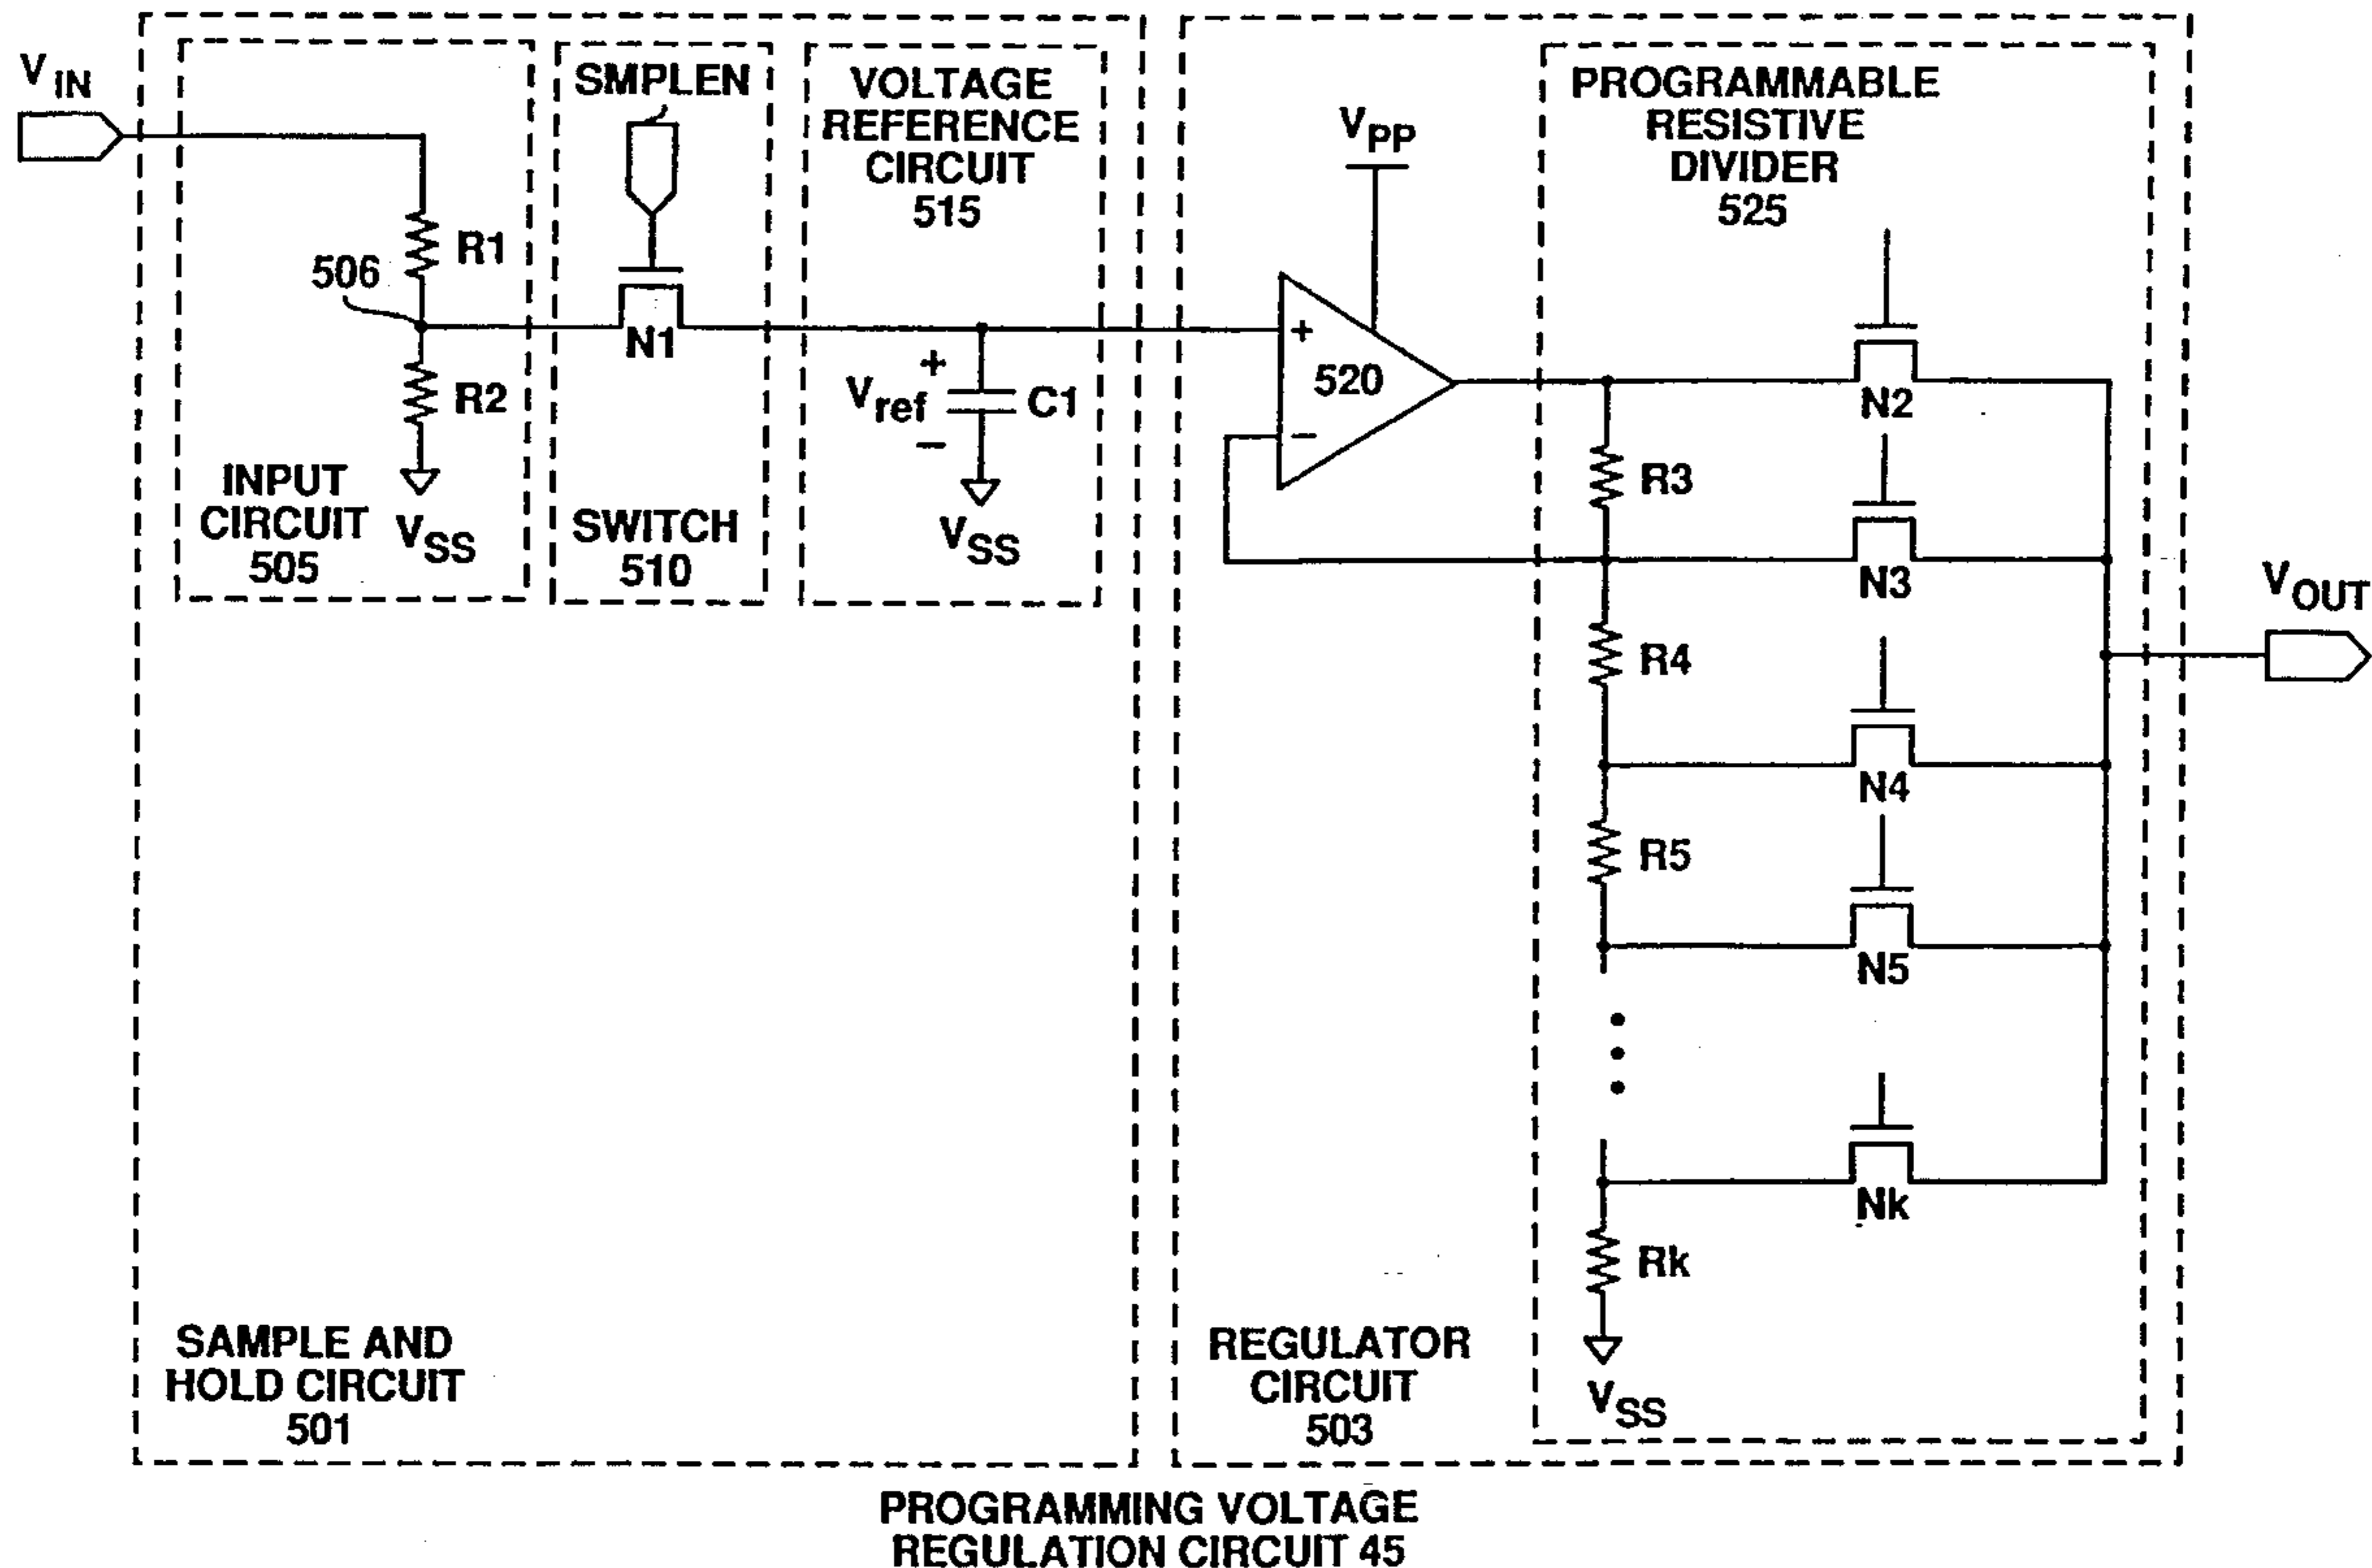 V IN
SMPLEN
VOLTAGE
REFERENCE
CIRCUIT
515
VPP
PROGRAMMABLE
RESISTIVE
DIVIDER
525
506
R1
N1
R2
+
Vref
−
C1
VSS
INPUT
CIRCUIT
505
VSS
SWITCH
510
+
520
−
N2
R3
N3
R4
N4
R5
N5
Nk
Rk
VSS
VOUT
SAMPLE AND
HOLD CIRCUIT
501
REGULATOR
CIRCUIT
503
PROGRAMMING VOLTAGE
REGULATION CIRCUIT 45